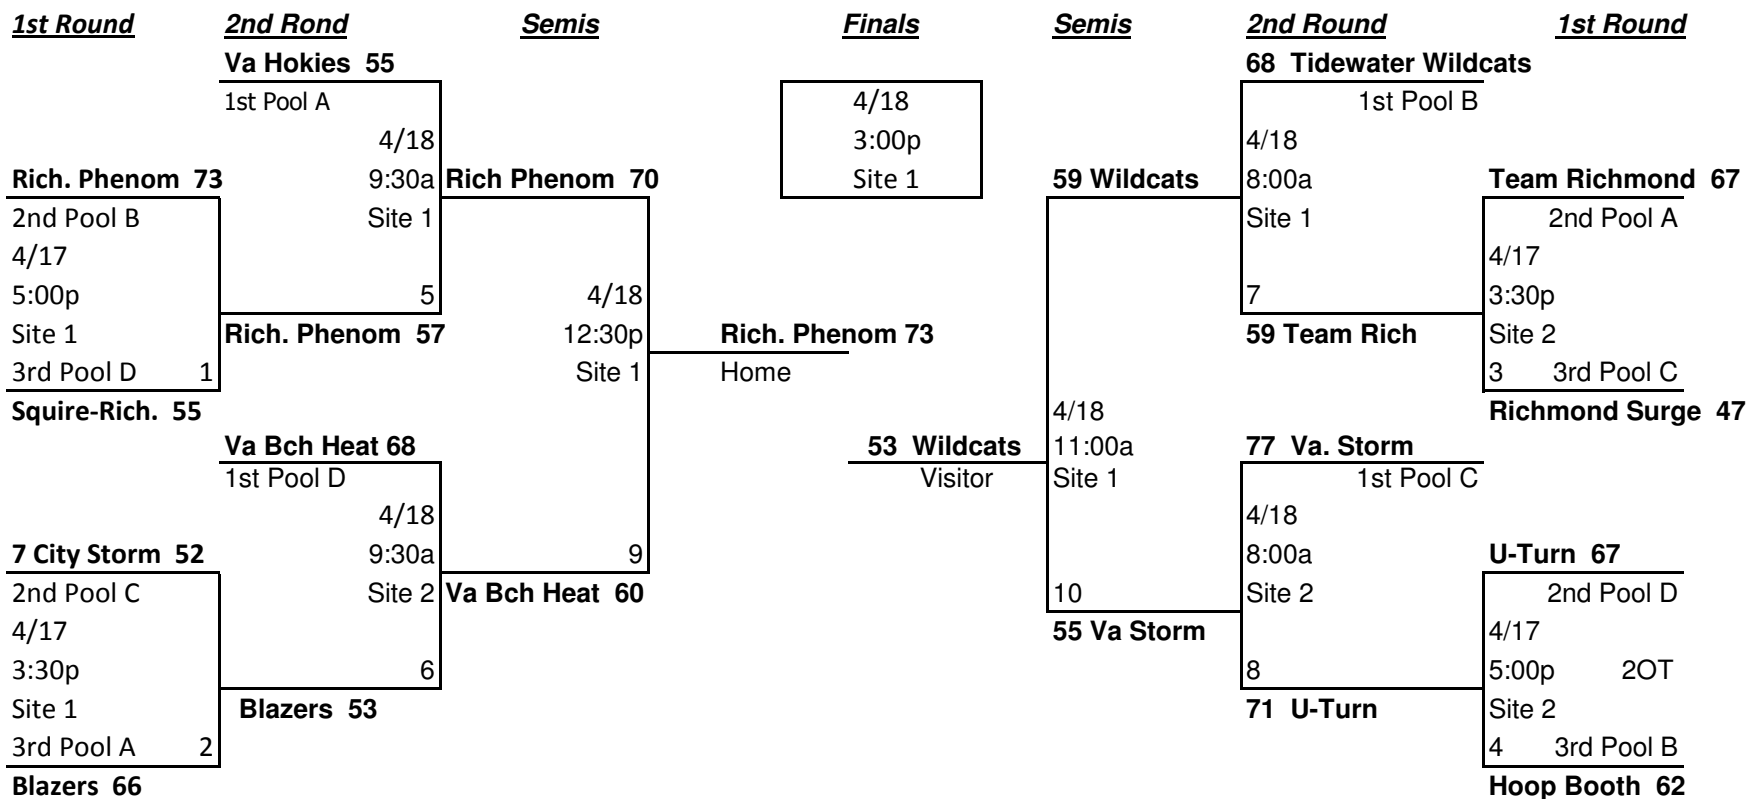 1st Round 2nd Rond Semis Finals Semis 2nd Round 1st Round
Va Hokies 55 68 Tidewater Wildcats
1st Pool A 4/18 1st Pool B
4/18 3:00p 4/18
Rich. Phenom 73 9:30a Rich Phenom 70 Site 1 59 Wildcats 8:00a Team Richmond 67
2nd Pool B Site 1 Site 1 2nd Pool A
4/17 4/17
5:00p 5 4/18 7 3:30p
Site 1 Rich. Phenom 57 12:30p Rich. Phenom 73 59 Team Rich Site 2
3rd Pool D 1 Site 1 Home 3 3rd Pool C
Squire-Rich. 55 4/18 Richmond Surge 47
Va Bch Heat 68 53 Wildcats 11:00a 77 Va. Storm
1st Pool D Visitor Site 1 1st Pool C
4/18 4/18
7 City Storm 52 9:30a 9 8:00a U-Turn 67
2nd Pool C Site 2 Va Bch Heat 60 10 Site 2 2nd Pool D
4/17 55 Va Storm 4/17
3:30p 6 8 5:00p 2OT
Site 1 Blazers 53 71 U-Turn Site 2
3rd Pool A 2 4 3rd Pool B
Blazers 66 Hoop Booth 62